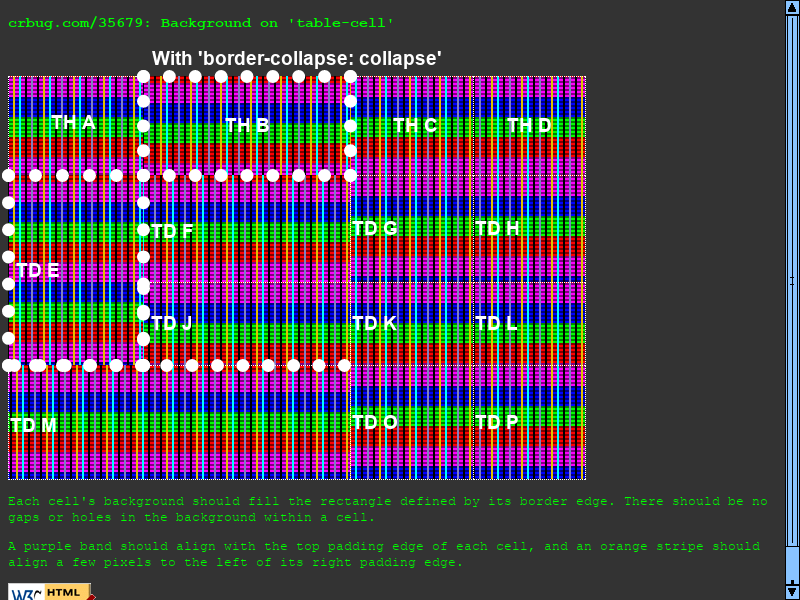 crbug.com/35679: Background on 'table-cell'
With 'border-collapse: collapse'
TH A TH B TH C TH D
TD E TD F TD G TD H
TD J TD K TD L
TD M TD O TD P
Each cell's background should fill the rectangle defined by its border edge. There should be no
gaps or holes in the background within a cell.
A purple band should align with the top padding edge of each cell, and an orange stripe should
align a few pixels to the left of its right padding edge.
W3C HTML